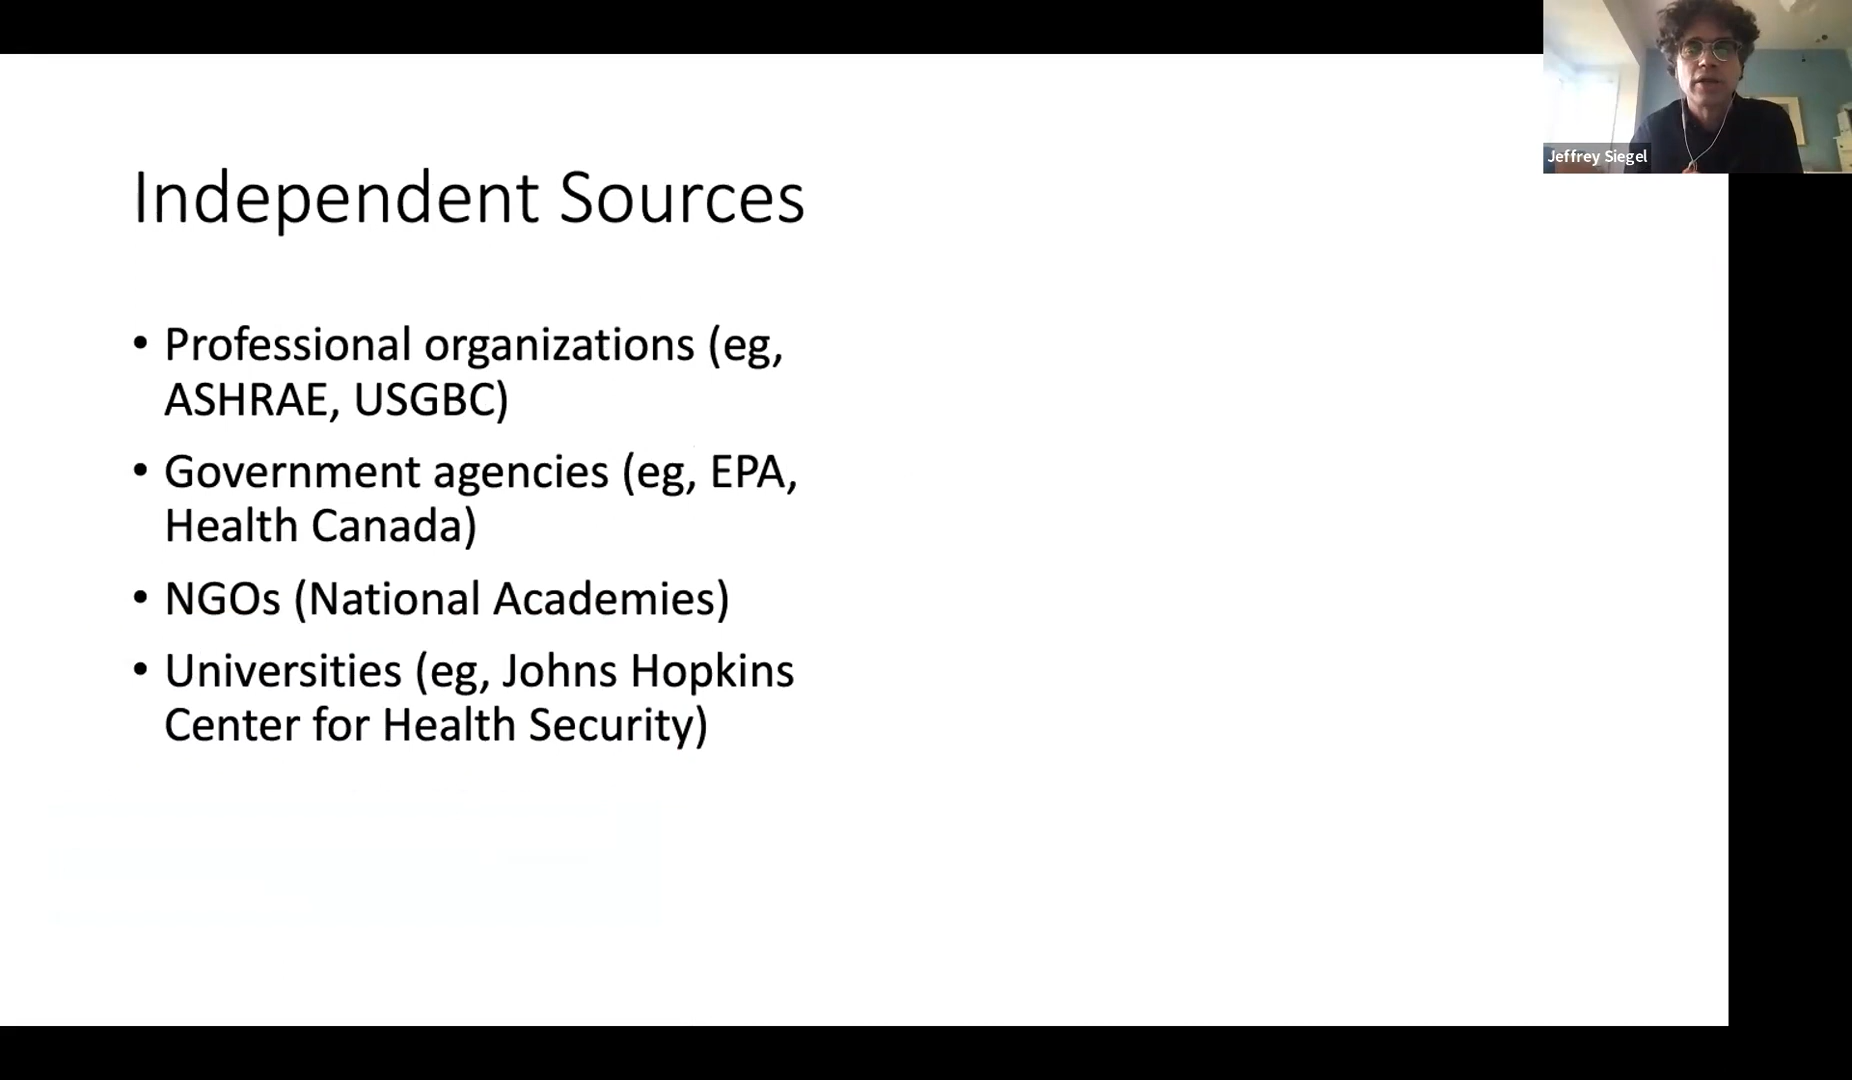 Jeffrey Siegel
Independent Sources
• Professional organizations (eg,
ASHRAE, USGBC)
• Government agencies (eg, EPA,
Health Canada)
• NGOs (National Academies)
• Universities (eg, Johns Hopkins
Center for Health Security)